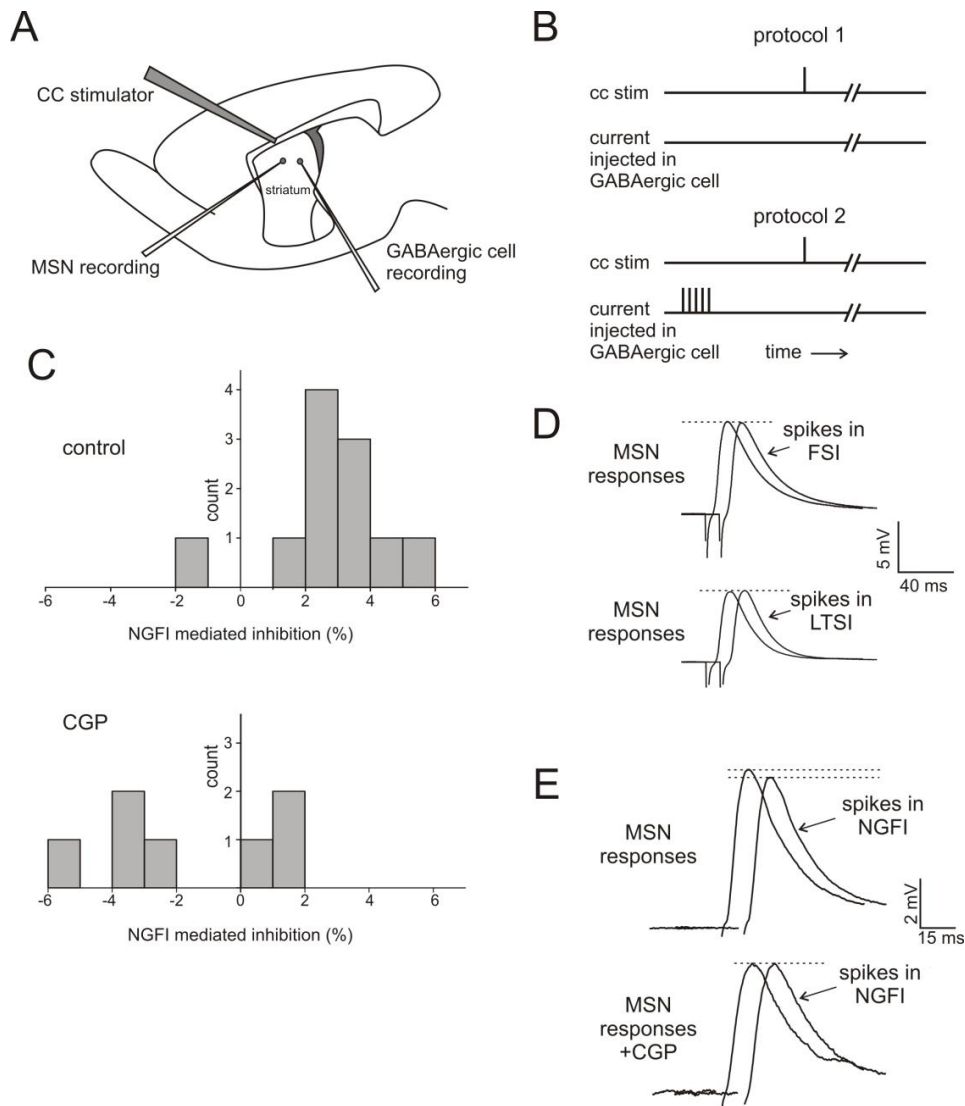 A
CC stimulator
striatum
MSN recording
GABAergic cell
recording
B
protocol 1
cc stim
current
injected in
GABAergic cell
protocol 2
cc stim
current
injected in
GABAergic cell
time
C
control
count
4
3
1
-6
-4
-2
0
2
4
6
NGFI mediated inhibition (%)
CGP
count
3
2
1
-6
-4
-2
0
2
4
6
NGFI mediated inhibition (%)
D
MSN
responses
spikes in
FSI
5 mV
40 ms
MSN
responses
spikes in
LTSI
E
MSN
responses
spikes in
NGFI
2 mV
15 ms
MSN
responses
+CGP
spikes in
NGFI